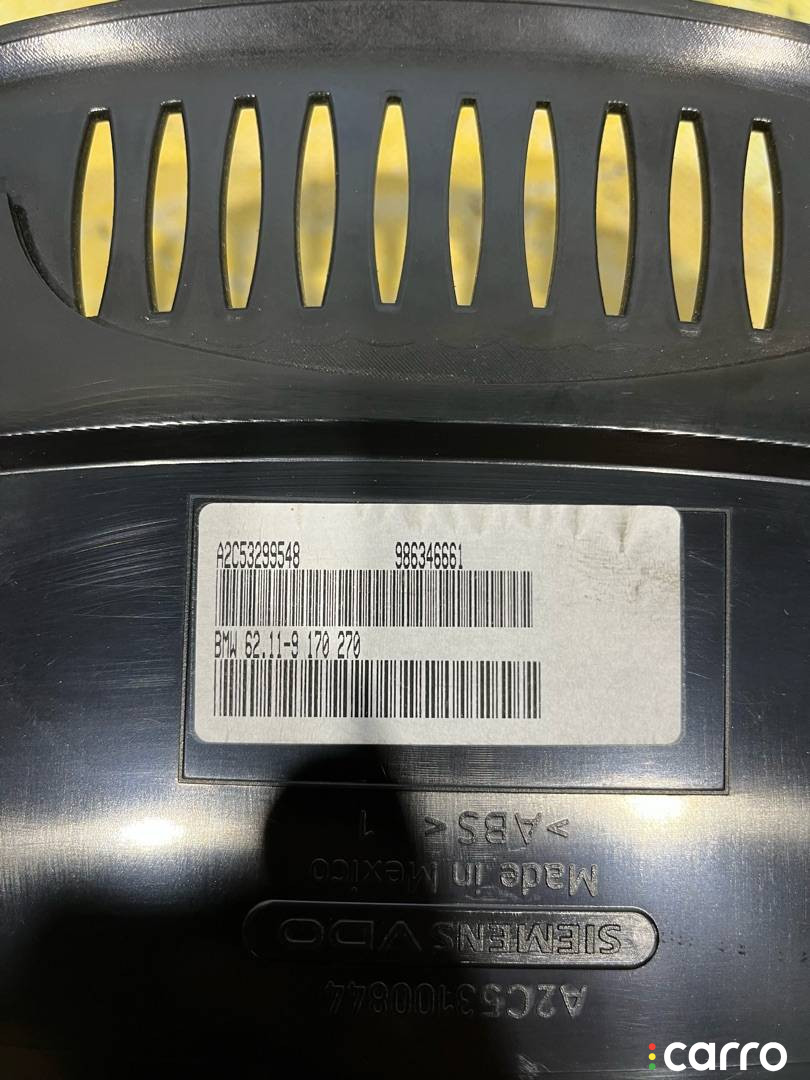 A2C53299548 986346661
BMW 62.11-9 170 270
>ABS< 1
Made in Mexico
SIEMENS VDO
A2C53100844
carro